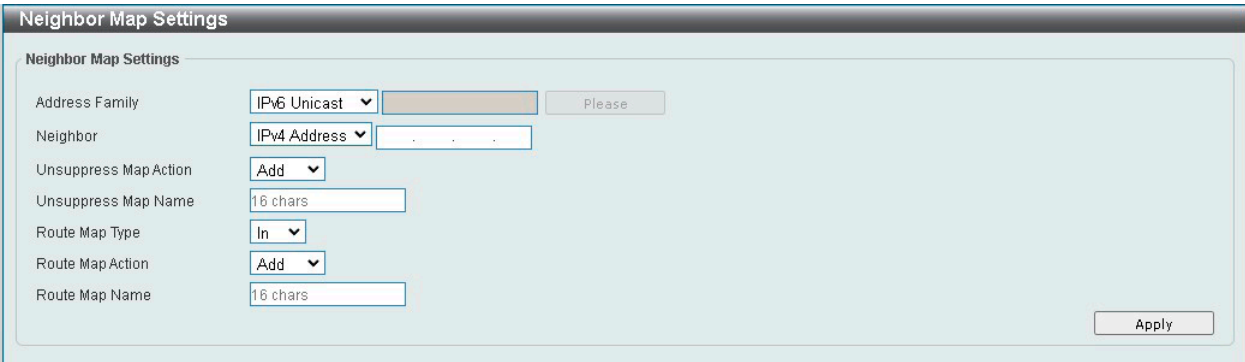 Neighbor Map Settings
Neighbor Map Settings
Address Family IPv6 Unicast Please
Neighbor IPv4 Address . . .
Unsuppress Map Action Add
Unsuppress Map Name 16 chars
Route Map Type In
Route Map Action Add
Route Map Name 16 chars
Apply